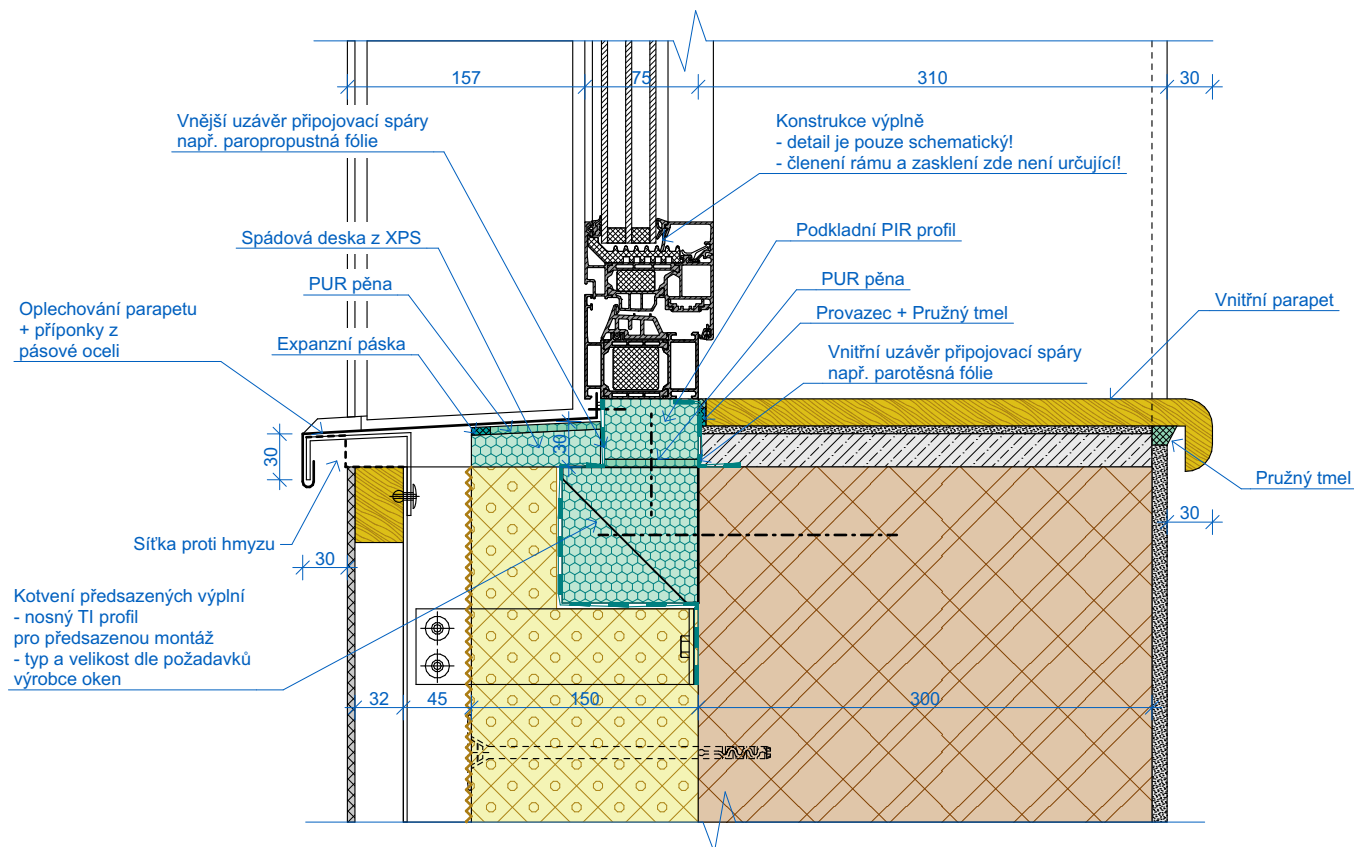 157
75
310
30
Vnější uzávěr připojovací spáry
např. paropropustná fólie
Konstrukce výplně
- detail je pouze schematický!
- členení rámu a zasklení zde není určující!
Spádová deska z XPS
Podkladní PIR profil
PUR pěna
PUR pěna
Oplechování parapetu
+ příponky z
pásové oceli
Provazec + Pružný tmel
Vnitřní parapet
Expanzní páska
Vnitřní uzávěr připojovací spáry
např. parotěsná fólie
30
30
Pružný tmel
30
Síťka proti hmyzu
30
Kotvení předsazených výplní
- nosný TI profil
pro předsazenou montáž
- typ a velikost dle požadavků
výrobce oken
32
45
150
300